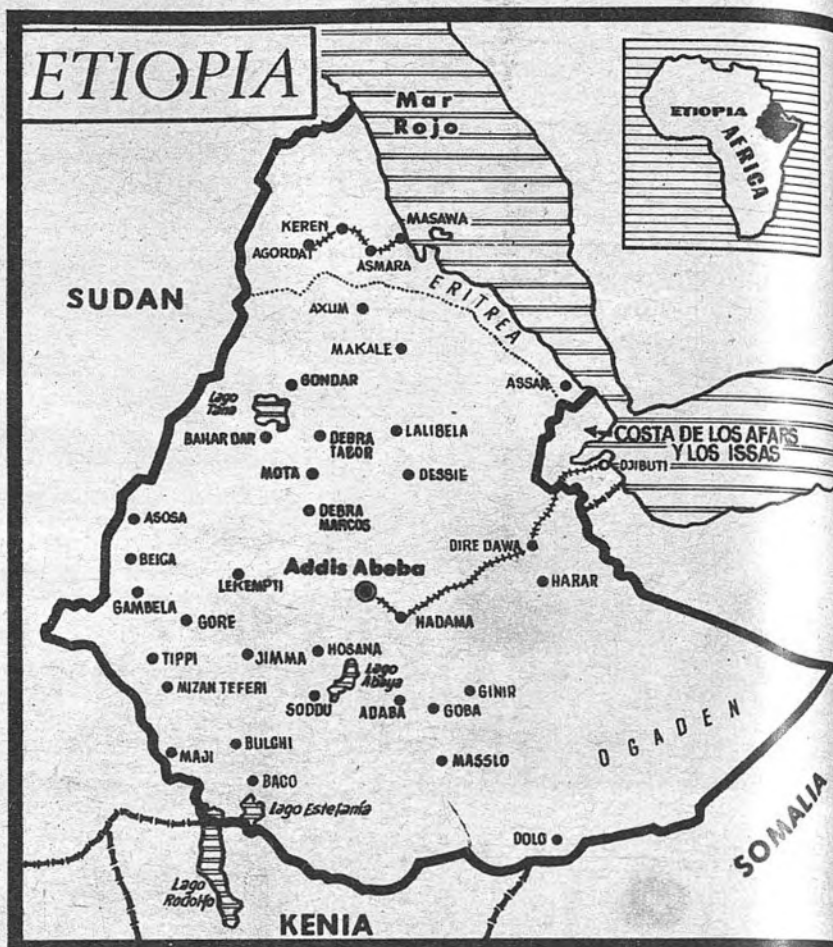 ETIOPIA
Mar
Rojo
ETIOPIA
AFRICA
SUDAN
KEREN
AGORDAT
ASMARA
MASAWA
ERITREA
AXUM
MAKALE
ASSAB
GONDAR
Lago
Tana
BAHAR DAR
DEBRA
TABOR
LALIBELA
COSTA DE LOS AFARS
Y LOS ISSAS
DJIBUTI
MOTA
DESSIE
ASOSA
DEBRA
MARCOS
BEIGA
DIRE DAWA
Addis Abeba
LEKEMPTI
HARAR
GAMBELA
GORE
HADAMA
TIPPI
JIMMA
HOSANA
Lago
Abaya
MIZAN TEFERI
SODDU
ADABA
GINIR
GOBA
OGADEN
MAJI
BULCHI
MASSLO
BACO
Lago Estefanía
DOLO
SOMALIA
Lago
Rodolfo
KENIA